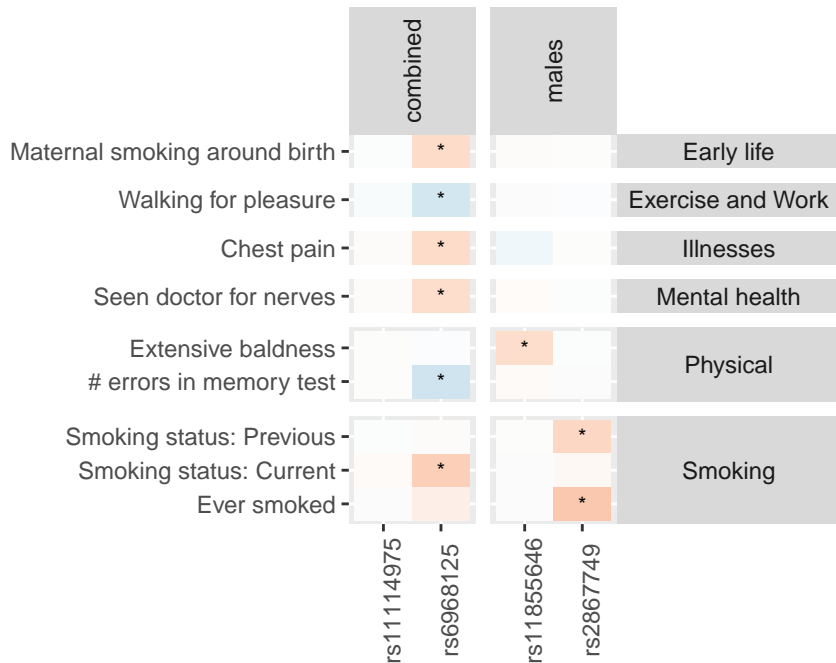 combined
males
Maternal smoking around birth
*
Early life
Walking for pleasure
*
Exercise and Work
Chest pain
*
Illnesses
Seen doctor for nerves
*
Mental health
Extensive baldness
*
# errors in memory test
*
Physical
Smoking status: Previous
*
Smoking status: Current
*
Ever smoked
*
Smoking
rs11114975
rs6968125
rs11855646
rs2867749